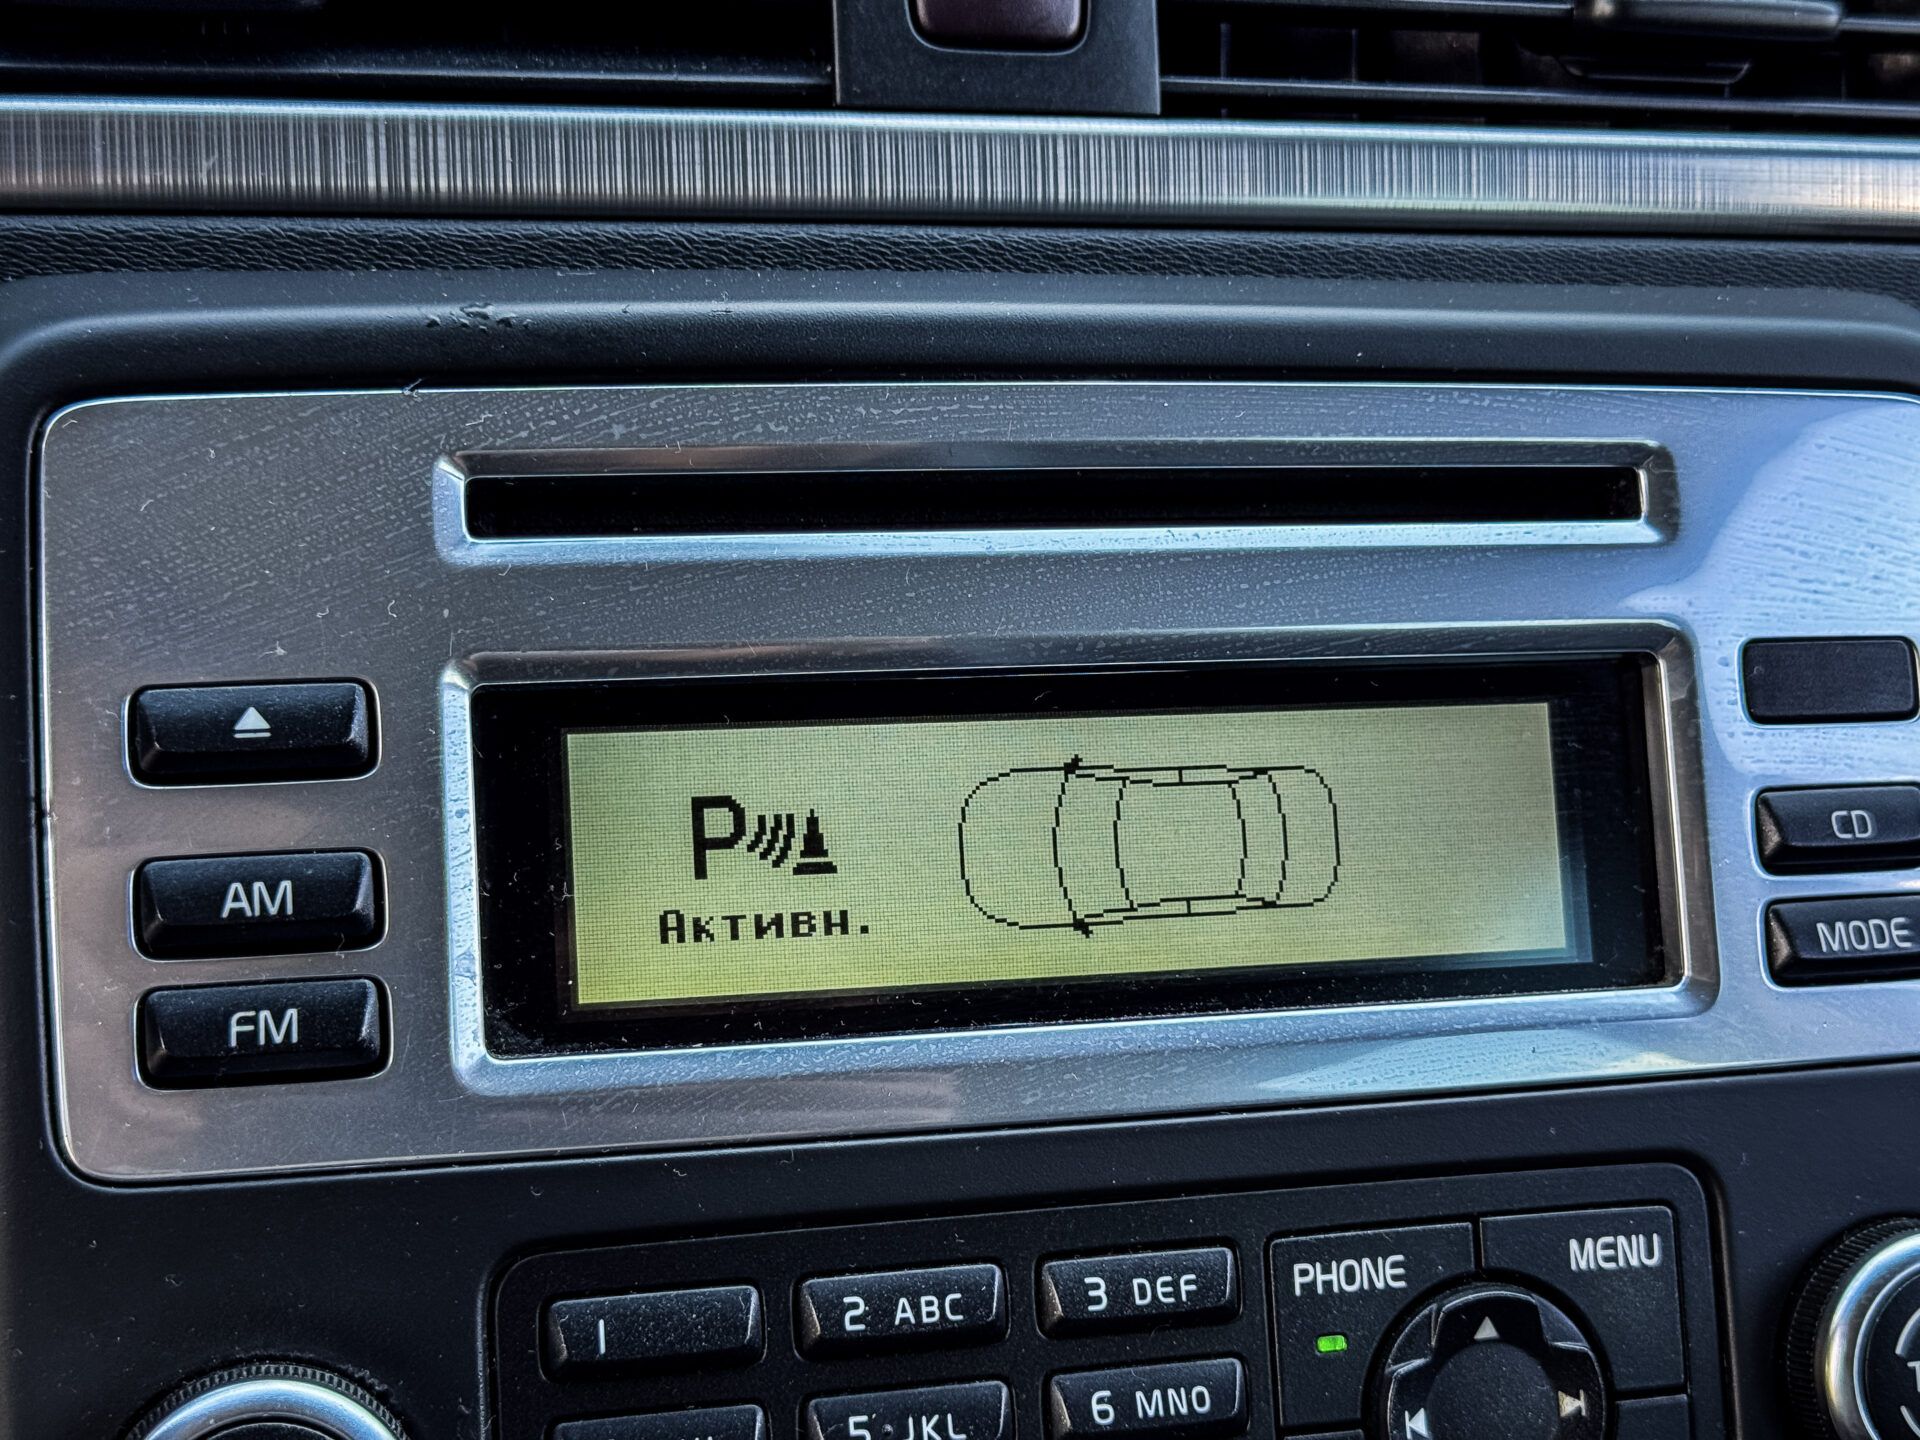 AM
FM
P
Активн.
CD
MODE
1
2 ABC
3 DEF
PHONE
MENU
5 JKL
6 MNO